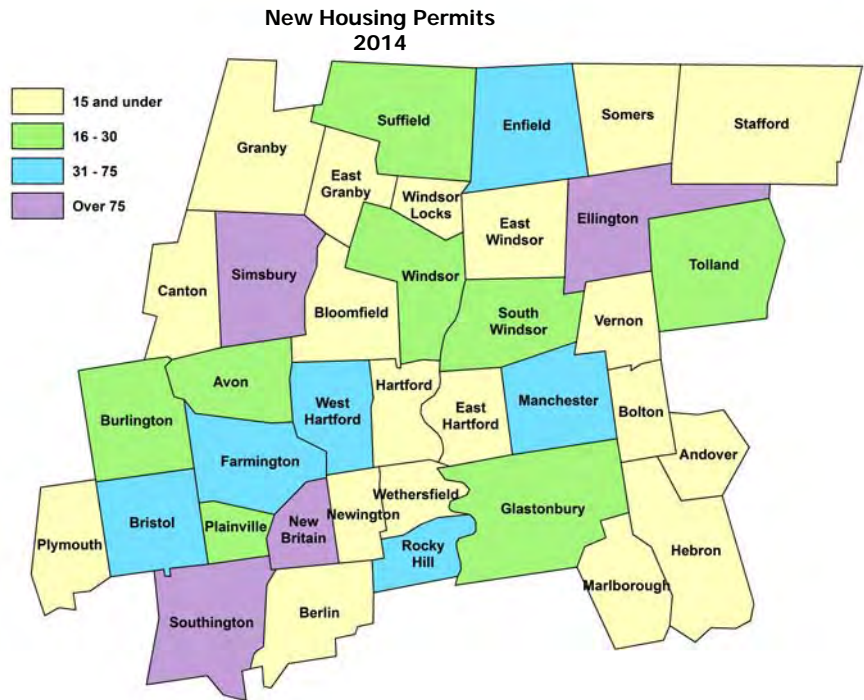 New Housing Permits
2014
15 and under
16 - 30
31 - 75
Over 75
Suffield
Enfield
Somers
Stafford
Granby
East
Granby
Windsor
Locks
East
Windsor
Ellington
Tolland
Canton
Simsbury
Bloomfield
Windsor
South
Windsor
Vernon
Avon
Burlington
West
Hartford
Hartford
East
Hartford
Manchester
Bolton
Andover
Farmington
Plymouth
Bristol
Plainville
New
Britain
Newington
Wethersfield
Rocky
Hill
Glastonbury
Hebron
Marlborough
Southington
Berlin